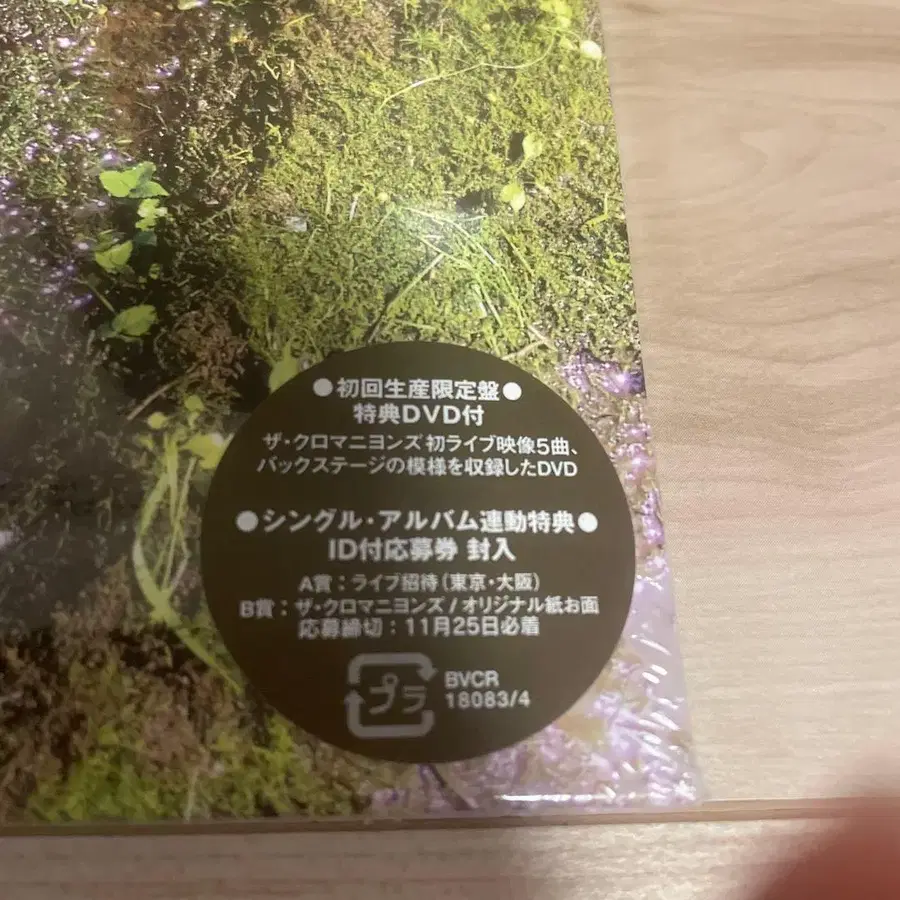 ●初回生産限定盤●
特典DVD付
ザ・クロマニヨンズ 初ライブ映像5曲、
バックステージの模様を収録したDVD
●シングル・アルバム連動特典●
ID付応募券 封入
A賞：ライブ招待(東京・大阪)
B賞：ザ・クロマニヨンズ/オリジナル紙お面
応募締切：11月25日必着
プラ
BVCR
18083/4